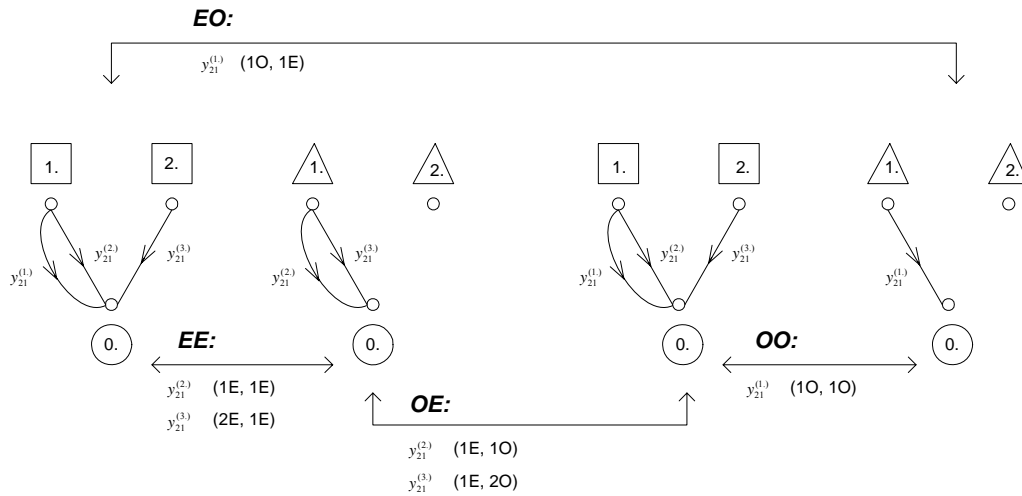 EO:
y21(1.) (1O, 1E)
1. 2. 1. 2. 1. 2. 1. 2.
y21(1.) y21(2.) y21(3.) y21(2.) y21(3.) y21(1.) y21(2.) y21(3.) y21(1.)
0. 0. 0. 0.
EE: OO:
y21(2.) (1E, 1E) y21(1.) (1O, 1O)
y21(3.) (2E, 1E)
OE:
y21(2.) (1E, 1O)
y21(3.) (1E, 2O)